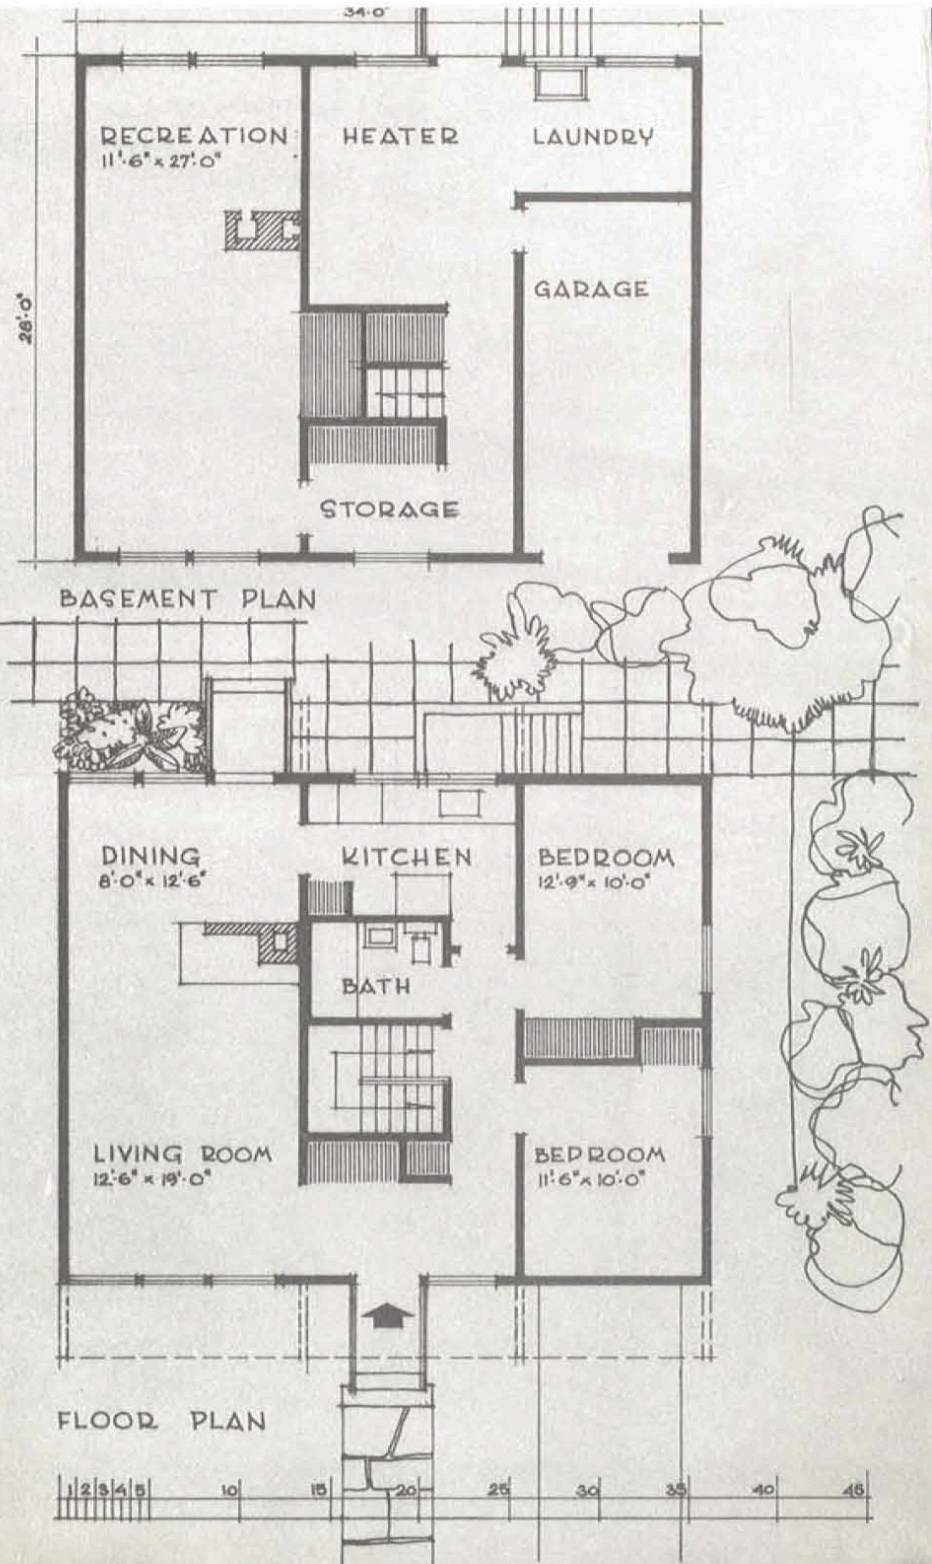 34'-0"
RECREATION
11'-6" x 27'-0"
HEATER
LAUNDRY
GARAGE
28'-0"
STORAGE
BASEMENT PLAN
DINING
8'-0" x 12'-6"
KITCHEN
BEDROOM
12'-9" x 10'-0"
BATH
LIVING ROOM
12'-6" x 19'-0"
BEDROOM
11'-6" x 10'-0"
FLOOR PLAN
1 2 3 4 5 10 15 20 25 30 35 40 45